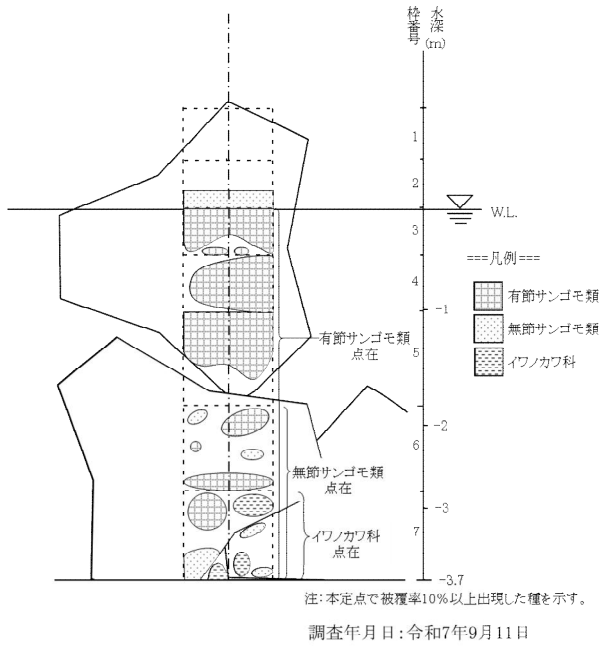 枠番号
水深
(m)
1
2
W.L.
3
===凡例===
4
有節サンゴモ類
-1
無節サンゴモ類
有節サンゴモ類
点在
5
イワノカワ科
-2
6
無節サンゴモ類
点在
-3
7
イワノカワ科
点在
-3.7
注:本定点で被覆率10%以上出現した種を示す。
調査年月日:令和7年9月11日